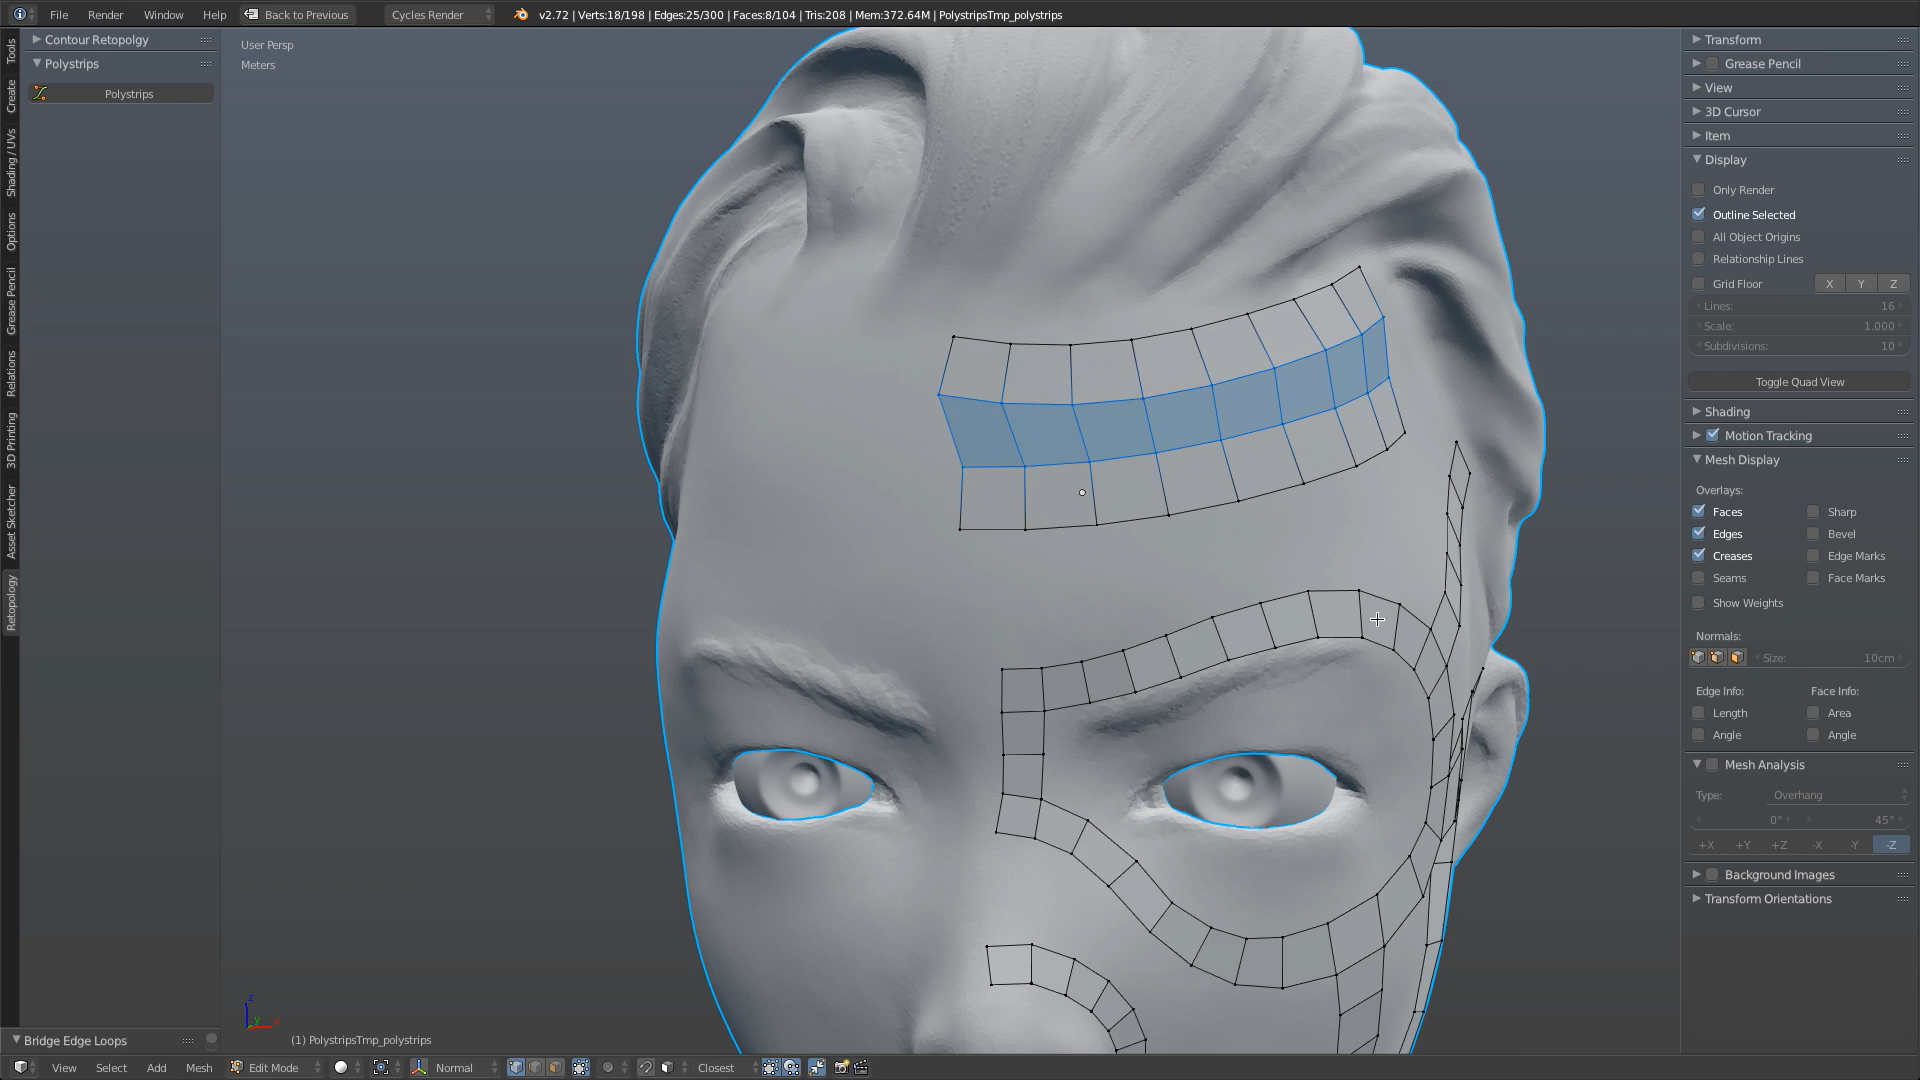 File Render Window Help Back to Previous Cycles Render v2.72 | Verts:18/198 | Edges:25/300 | Faces:8/104 | Tris:208 | Mem:372.64M | PolystripsTmp_polystrips
Tools
Create
Shading / UVs
Options
Grease Pencil
Relations
3D Printing
Asset Sketcher
Retopology
Contour Retopolgy
Polystrips
Polystrips
Bridge Edge Loops
User Persp
Meters
z
y
x
(1) PolystripsTmp_polystrips
Transform
Grease Pencil
View
3D Cursor
Item
Display
Only Render
Outline Selected
All Object Origins
Relationship Lines
Grid Floor X Y Z
Lines: 16
Scale: 1.000
Subdivisions: 10
Toggle Quad View
Shading
Motion Tracking
Mesh Display
Overlays:
Faces Sharp
Edges Bevel
Creases Edge Marks
Seams Face Marks
Show Weights
Normals:
Size: 10cm
Edge Info: Face Info:
Length Area
Angle Angle
Mesh Analysis
Type: Overhang
0° 45°
+X +Y +Z -X -Y -Z
Background Images
Transform Orientations
View Select Add Mesh Edit Mode Normal Closest